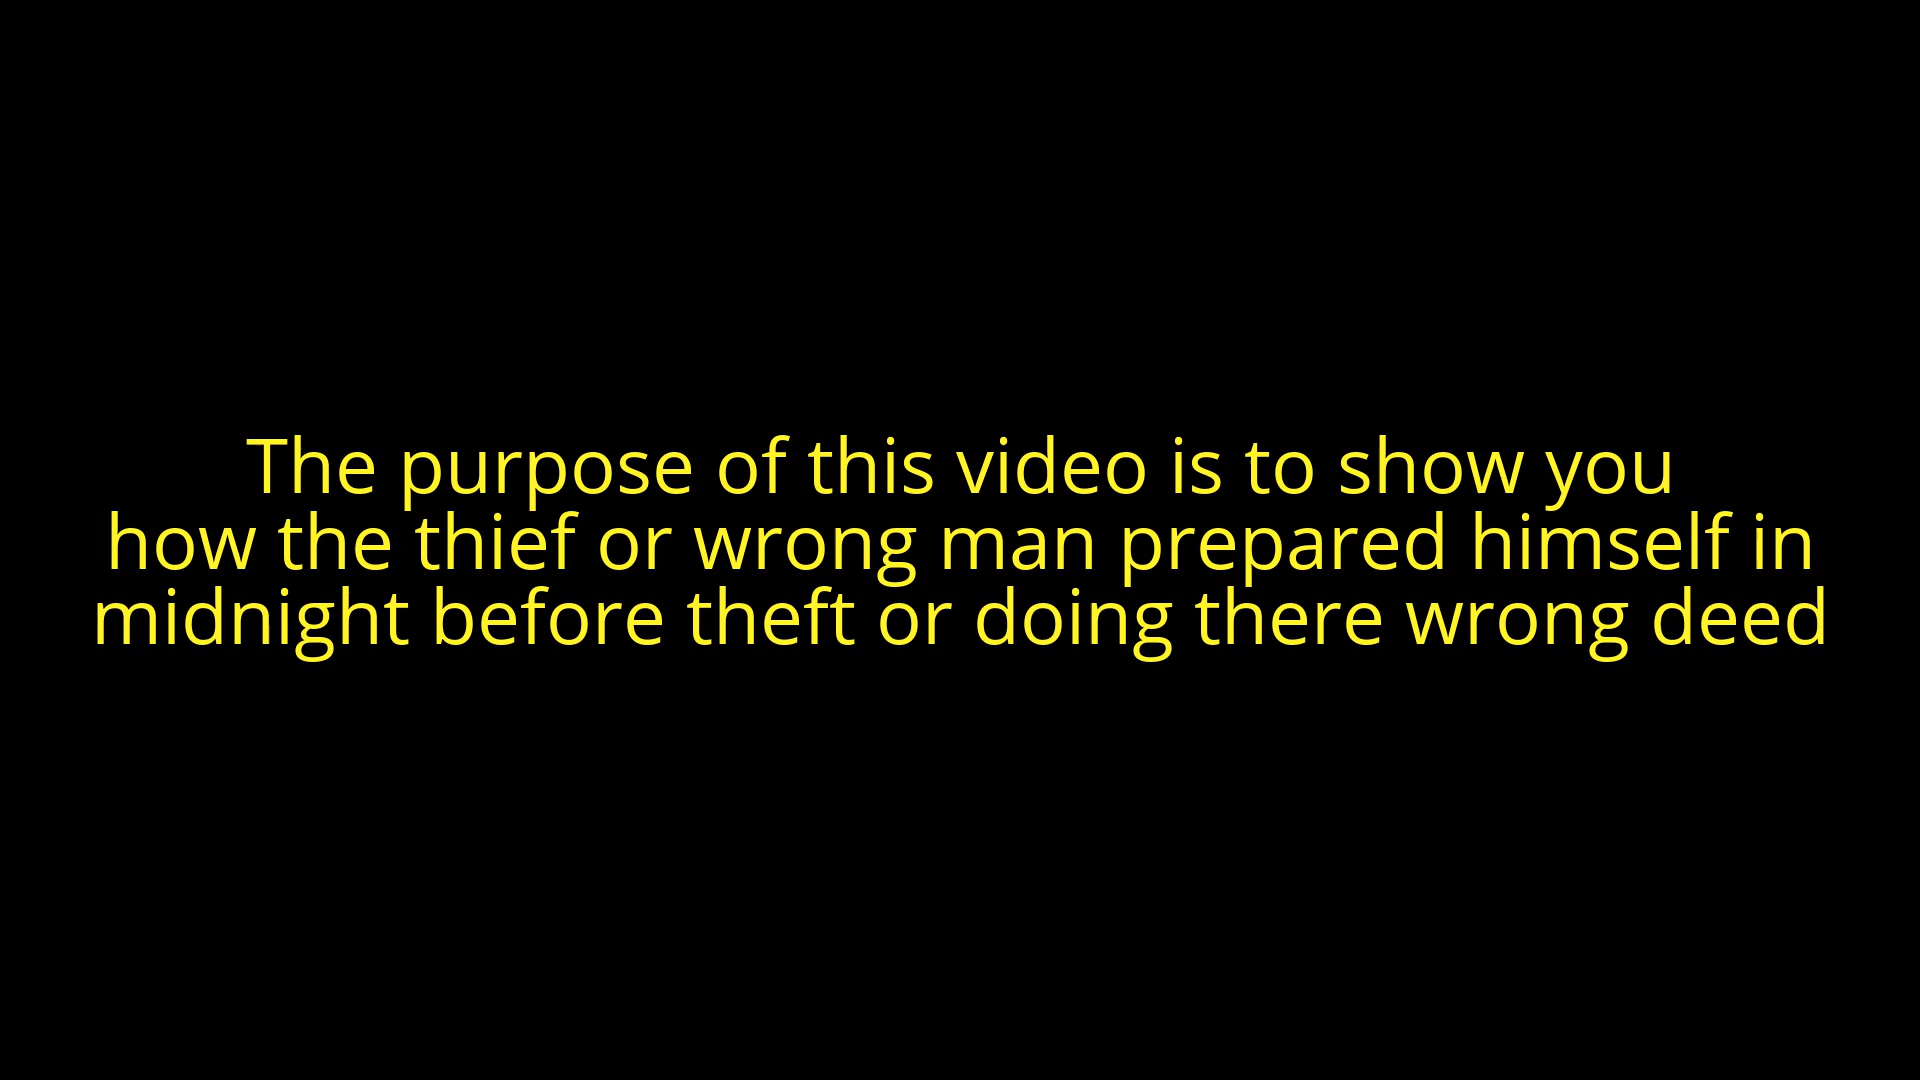 The purpose of this video is to show you
how the thief or wrong man prepared himself in
midnight before theft or doing there wrong deed